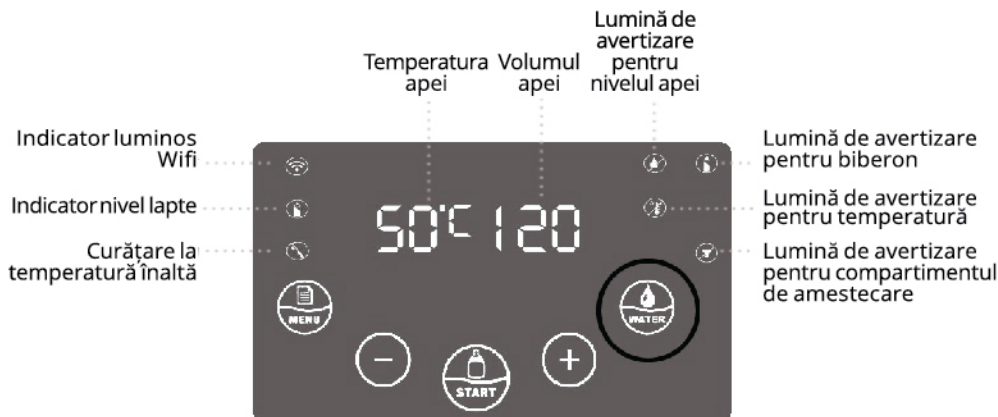 Lumină de
avertizare
pentru
nivelul apei
Temperatura
apei
Volumul
apei
Indicator luminos
Wifi
Indicator nivel lapte
Curățare la
temperatură înaltă
Lumină de avertizare
pentru biberon
Lumină de avertizare
pentru temperatură
Lumină de avertizare
pentru compartimentul
de amestecare
50°C 120
MENU
WATER
START